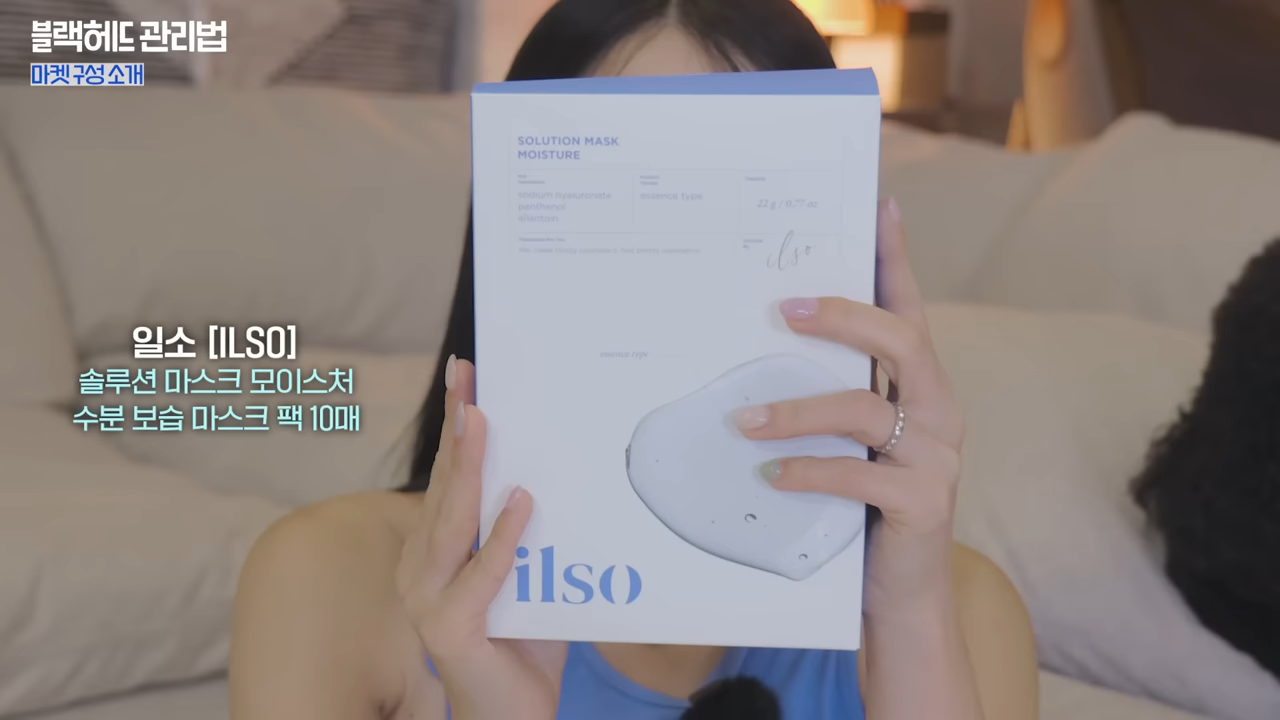 블랙헤드 관리법
마켓 구성 소개
SOLUTION MASK
MOISTURE
sodium hyaluronate
panthenol
allantoin
essence type
22 g / 0.77 oz
ilso
essence type
일소 [ILSO]
솔루션 마스크 모이스처
수분 보습 마스크 팩 10매
ilso